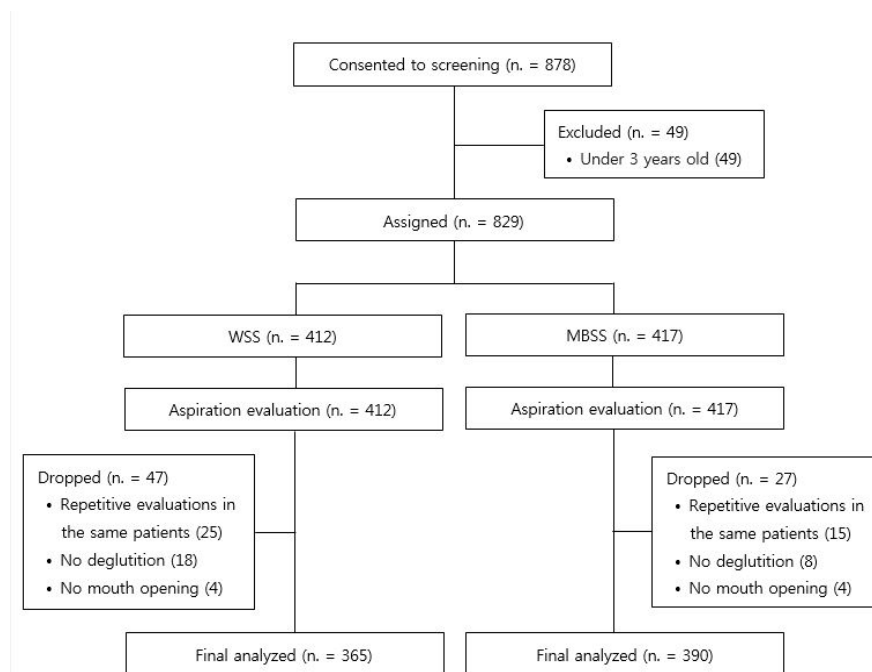 Consented to screening (n. = 878)
Excluded (n. = 49)
• Under 3 years old (49)
Assigned (n. = 829)
WSS (n. = 412)
MBSS (n. = 417)
Aspiration evaluation (n. = 412)
Aspiration evaluation (n. = 417)
Dropped (n. = 47)
• Repetitive evaluations in
the same patients (25)
• No deglutition (18)
• No mouth opening (4)
Dropped (n. = 27)
• Repetitive evaluations in
the same patients (15)
• No deglutition (8)
• No mouth opening (4)
Final analyzed (n. = 365)
Final analyzed (n. = 390)